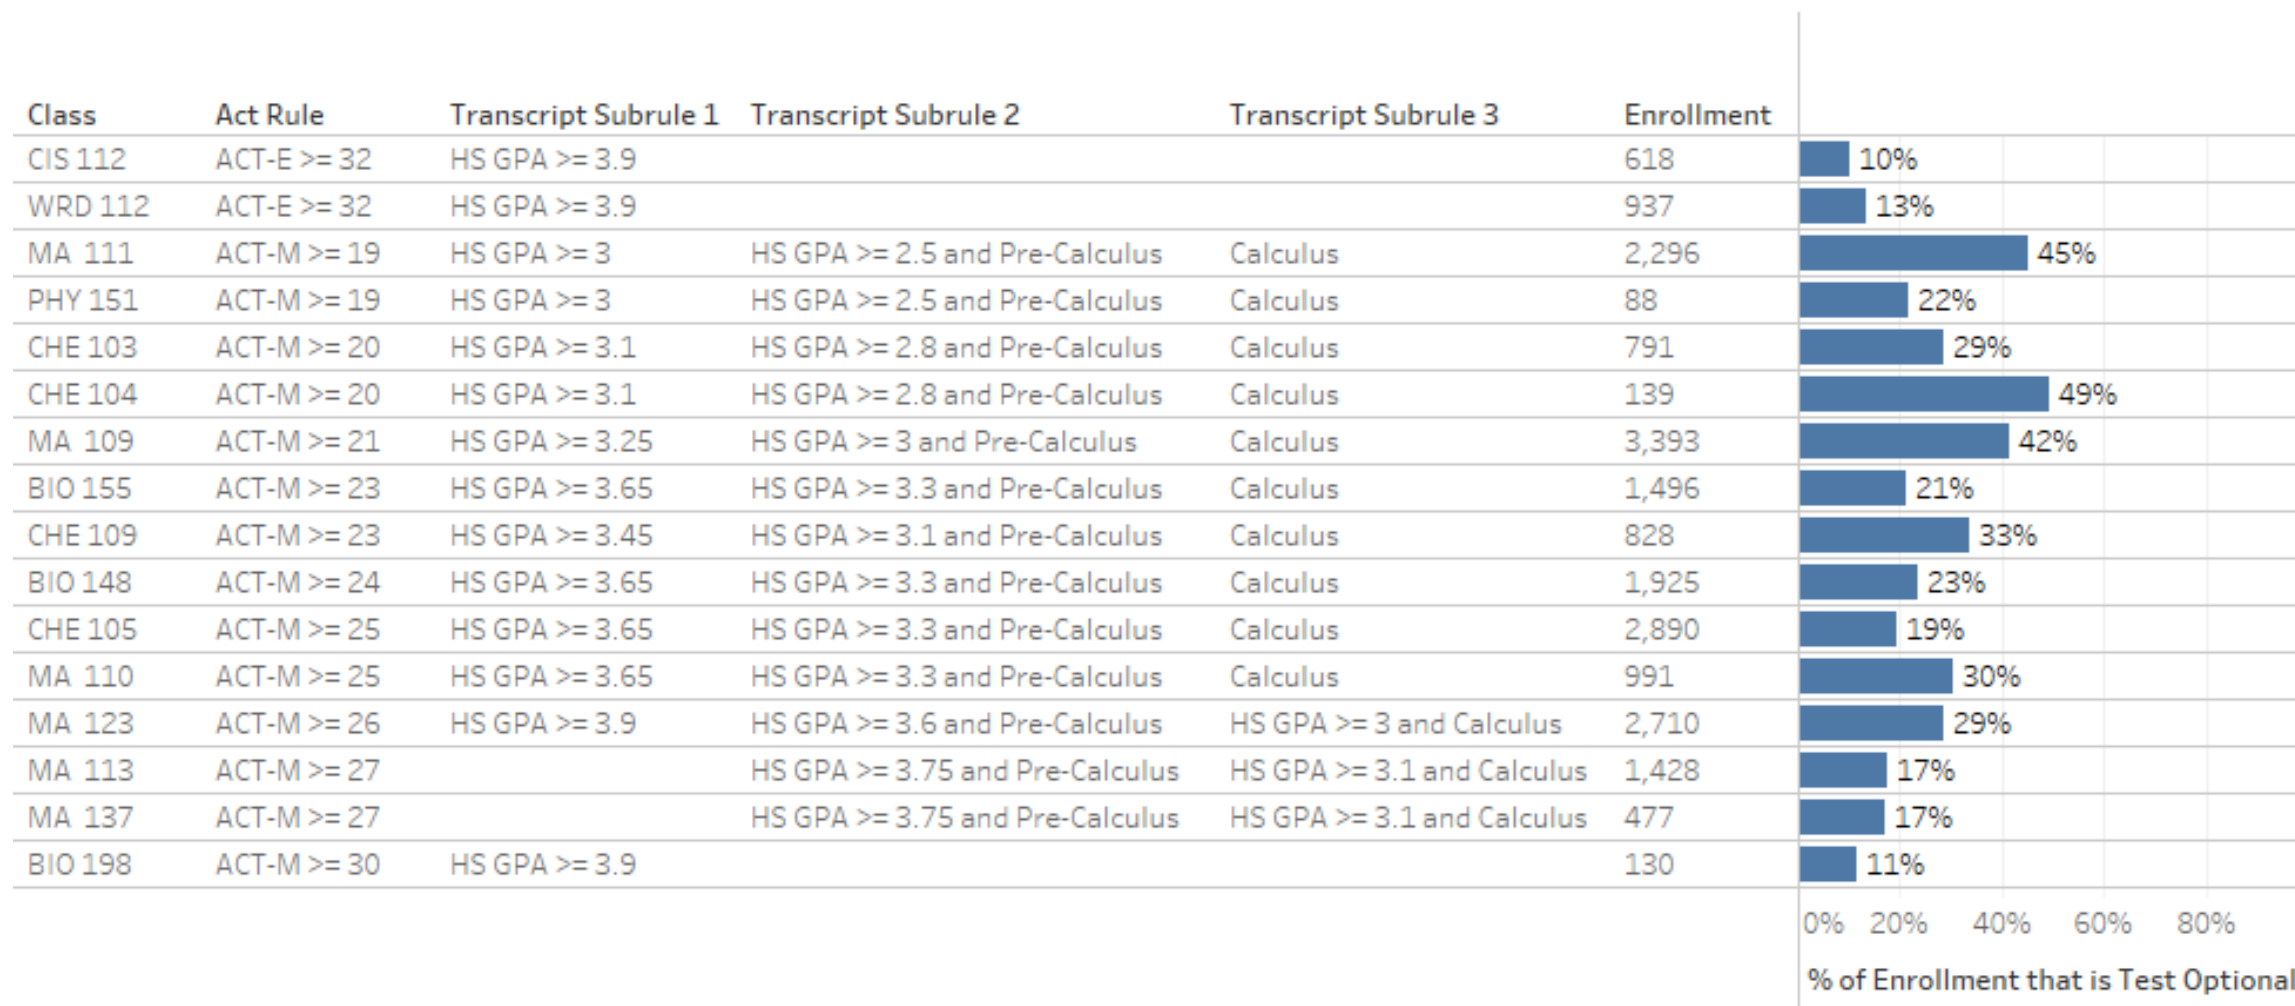 Class Act Rule Transcript Subrule 1 Transcript Subrule 2 Transcript Subrule 3 Enrollment
CIS 112 ACT-E >= 32 HS GPA >= 3.9 618 10%
WRD 112 ACT-E >= 32 HS GPA >= 3.9 937 13%
MA 111 ACT-M >= 19 HS GPA >= 3 HS GPA >= 2.5 and Pre-Calculus Calculus 2,296 45%
PHY 151 ACT-M >= 19 HS GPA >= 3 HS GPA >= 2.5 and Pre-Calculus Calculus 88 22%
CHE 103 ACT-M >= 20 HS GPA >= 3.1 HS GPA >= 2.8 and Pre-Calculus Calculus 791 29%
CHE 104 ACT-M >= 20 HS GPA >= 3.1 HS GPA >= 2.8 and Pre-Calculus Calculus 139 49%
MA 109 ACT-M >= 21 HS GPA >= 3.25 HS GPA >= 3 and Pre-Calculus Calculus 3,393 42%
BIO 155 ACT-M >= 23 HS GPA >= 3.65 HS GPA >= 3.3 and Pre-Calculus Calculus 1,496 21%
CHE 109 ACT-M >= 23 HS GPA >= 3.45 HS GPA >= 3.1 and Pre-Calculus Calculus 828 33%
BIO 148 ACT-M >= 24 HS GPA >= 3.65 HS GPA >= 3.3 and Pre-Calculus Calculus 1,925 23%
CHE 105 ACT-M >= 25 HS GPA >= 3.65 HS GPA >= 3.3 and Pre-Calculus Calculus 2,890 19%
MA 110 ACT-M >= 25 HS GPA >= 3.65 HS GPA >= 3.3 and Pre-Calculus Calculus 991 30%
MA 123 ACT-M >= 26 HS GPA >= 3.9 HS GPA >= 3.6 and Pre-Calculus HS GPA >= 3 and Calculus 2,710 29%
MA 113 ACT-M >= 27 HS GPA >= 3.75 and Pre-Calculus HS GPA >= 3.1 and Calculus 1,428 17%
MA 137 ACT-M >= 27 HS GPA >= 3.75 and Pre-Calculus HS GPA >= 3.1 and Calculus 477 17%
BIO 198 ACT-M >= 30 HS GPA >= 3.9 130 11%
0% 20% 40% 60% 80%
% of Enrollment that is Test Optional